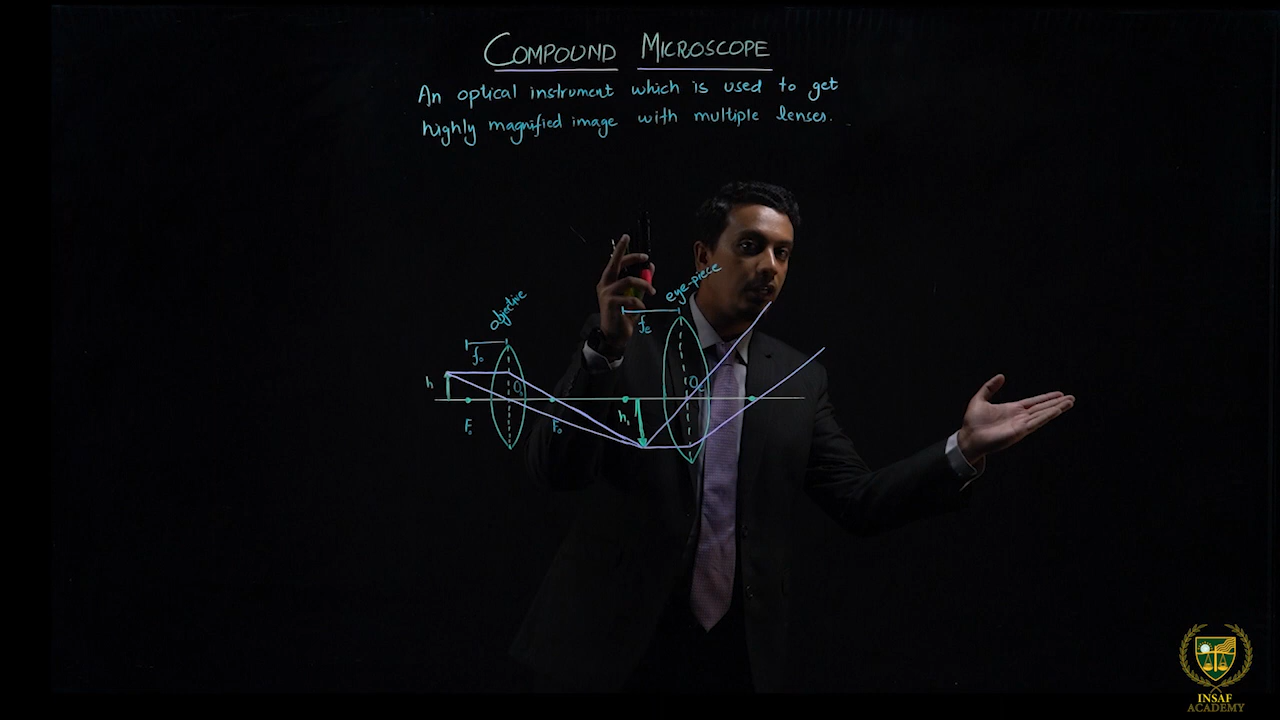 COMPOUND MICROSCOPE
An optical instrument which is used to get
highly magnified image with multiple lenses.
objective
eye-piece
fₒ
fₑ
h
O
O
h₁
Fₒ
Fₒ
INSAF
ACADEMY